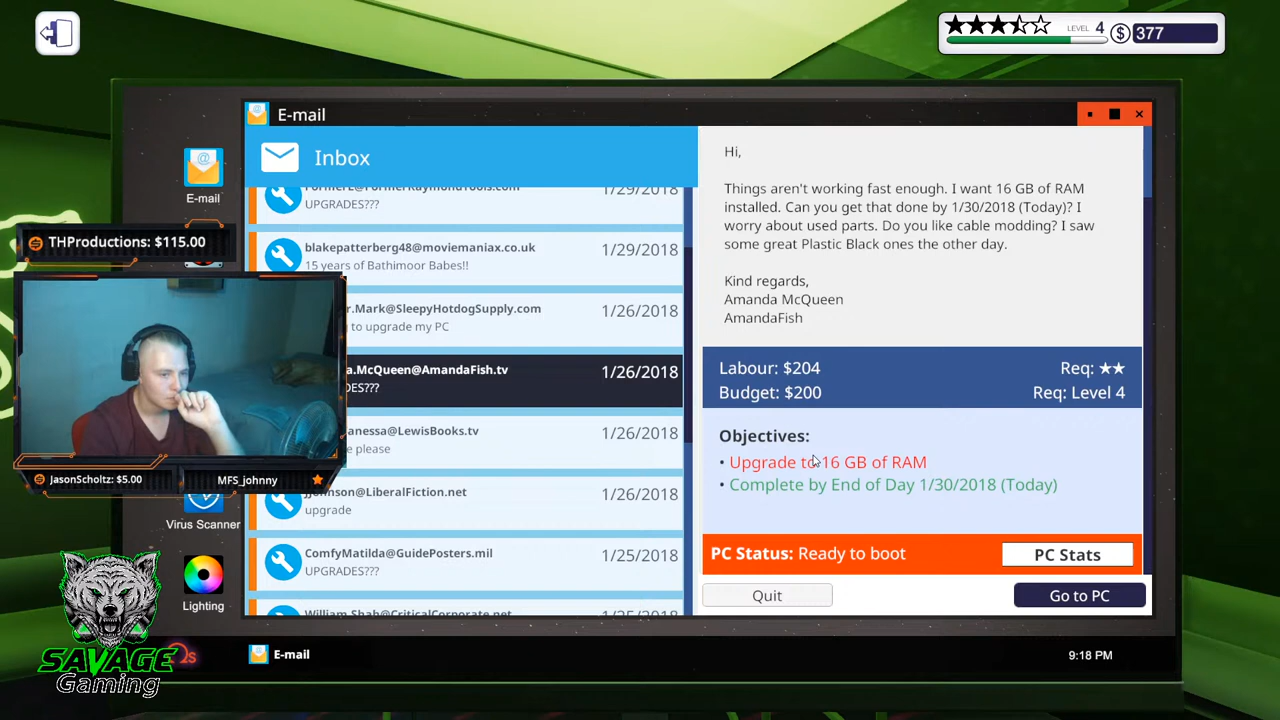 LEVEL 4 $ 377
E-mail
Inbox
E-mail
1/29/2018
UPGRADES???
blakepatterberg48@moviemaniax.co.uk 1/29/2018
15 years of Bathimoor Babes!!
r.Mark@SleepyHotdogSupply.com 1/26/2018
to upgrade my PC
a.McQueen@AmandaFish.tv 1/26/2018
DES???
anessa@LewisBooks.tv 1/26/2018
e please
jjohnson@LiberalFiction.net 1/26/2018
upgrade
ComfyMatilda@GuidePosters.mil 1/25/2018
UPGRADES???
William.Shah@CriticalCorporate.net 1/25/2018
Hi,
Things aren't working fast enough. I want 16 GB of RAM
installed. Can you get that done by 1/30/2018 (Today)? I
worry about used parts. Do you like cable modding? I saw
some great Plastic Black ones the other day.
Kind regards,
Amanda McQueen
AmandaFish
Labour: $204 Req: ★★
Budget: $200 Req: Level 4
Objectives:
• Upgrade to 16 GB of RAM
• Complete by End of Day 1/30/2018 (Today)
PC Status: Ready to boot PC Stats
Quit Go to PC
THProductions: $115.00
JasonScholtz: $5.00 MFS_johnny
Virus Scanner
Lighting
SAVAGE
Gaming
E-mail 9:18 PM